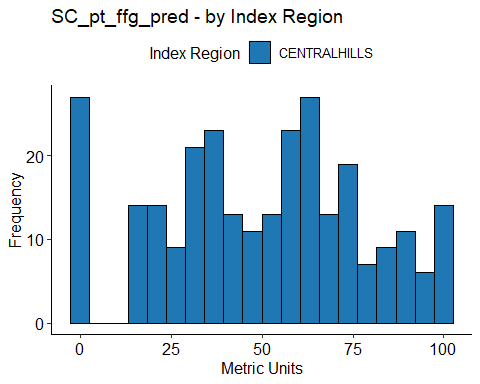 SC_pt_ffg_pred - by Index Region
Index Region CENTRALHILLS
Frequency
20
10
0
0 25 50 75 100
Metric Units